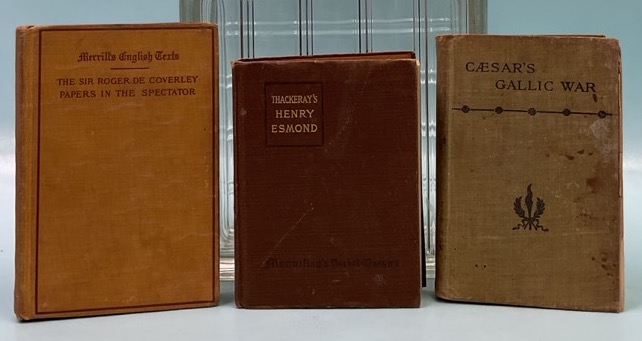 Merrill's English Texts
THE SIR ROGER DE COVERLEY
PAPERS IN THE SPECTATOR
THACKERAY'S
HENRY
ESMOND
Macmillan's Pocket Classics
CÆSAR'S
GALLIC WAR